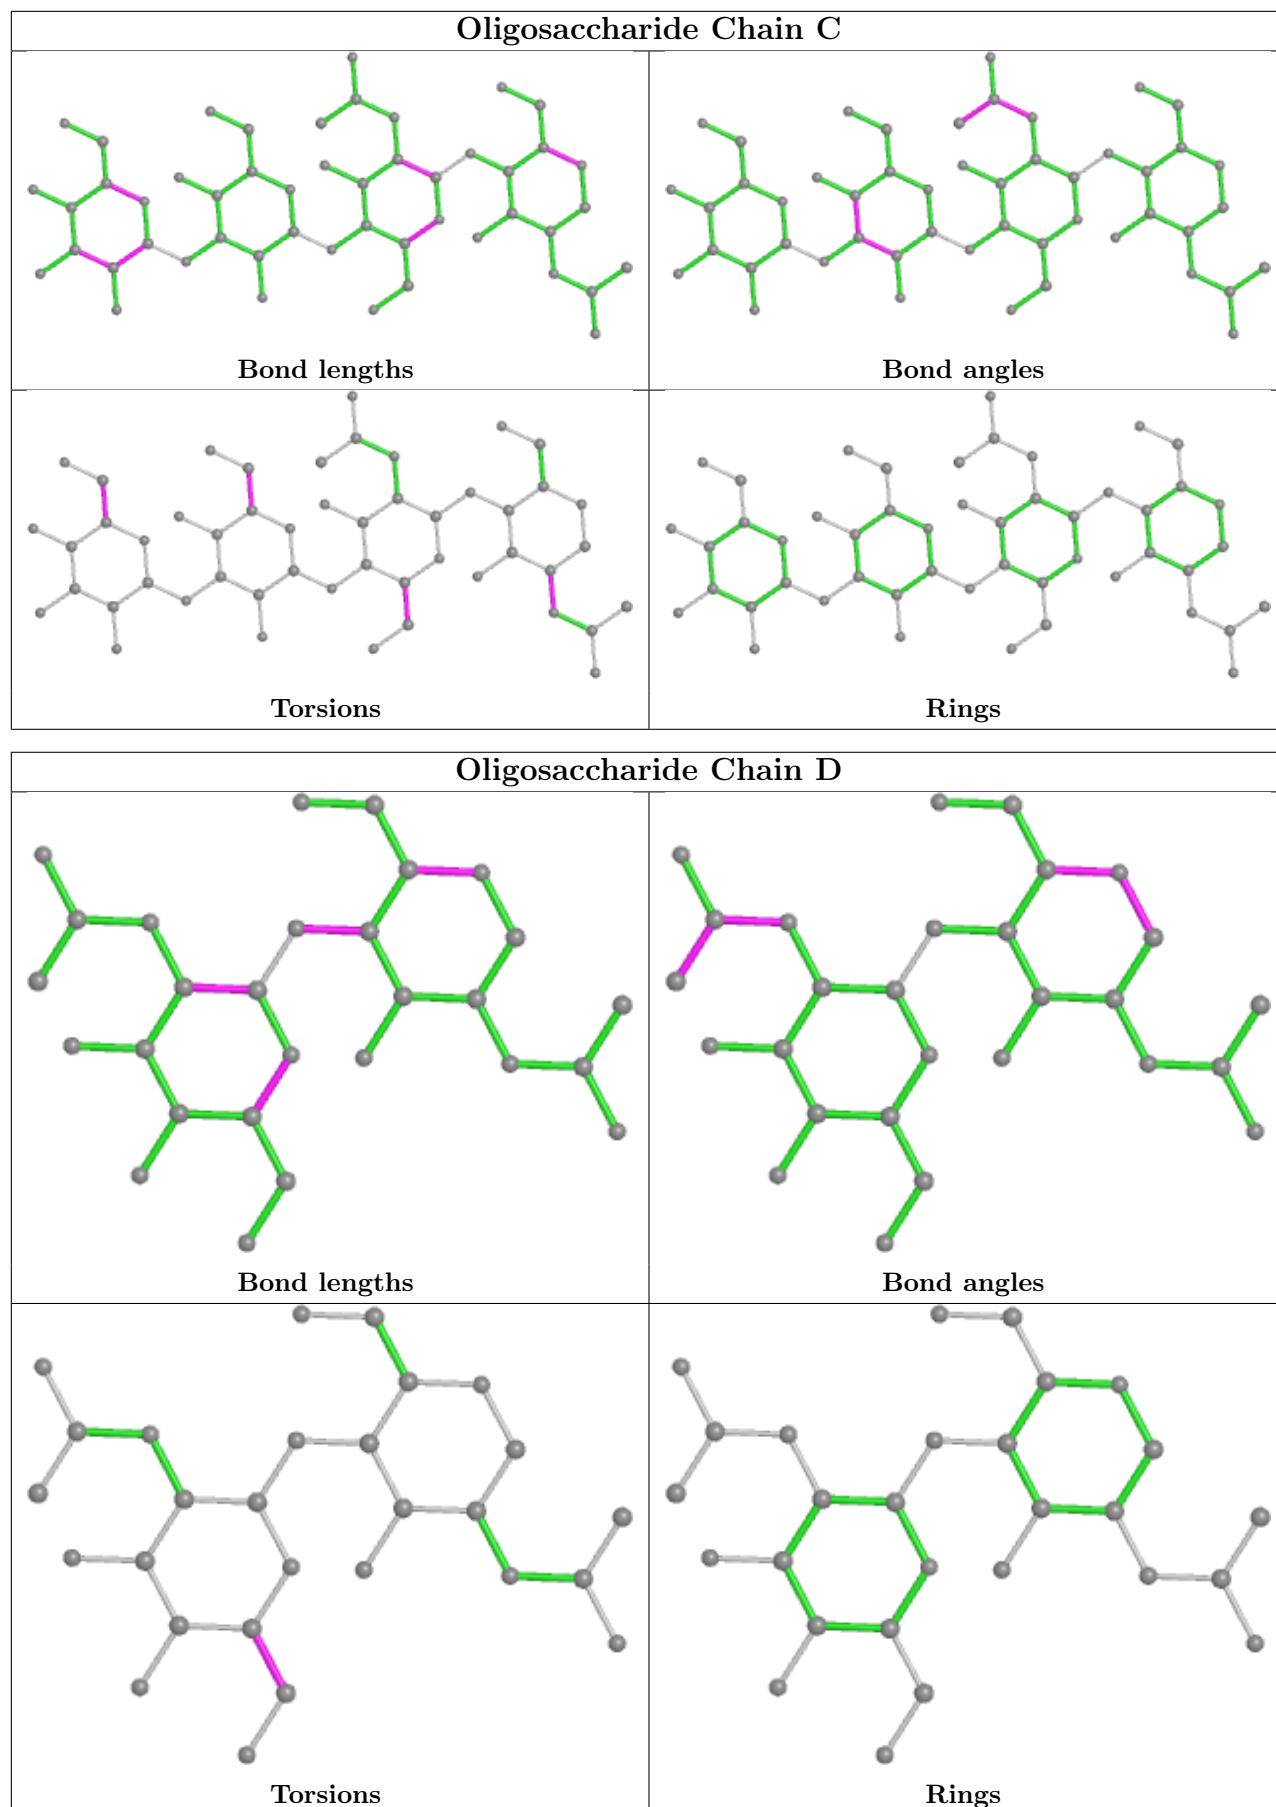 Oligosaccharide Chain C
Bond lengths
Bond angles
Torsions
Rings
Oligosaccharide Chain D
Bond lengths
Bond angles
Torsions
Rings